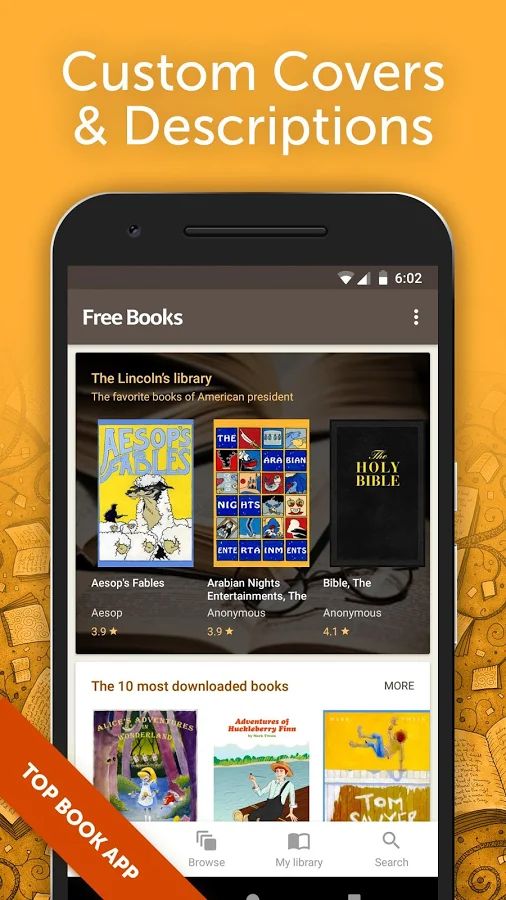 Custom Covers
& Descriptions
6:02
Free Books
The Lincoln's library
The favorite books of American president
AESOP'S
FABLES
THE
ARABIAN
NIGHTS
ENTERTAINMENTS
The
HOLY
BIBLE
Aesop's Fables
Arabian Nights
Entertainments, The
Bible, The
Aesop
Anonymous
Anonymous
3.9 ★
3.9 ★
4.1 ★
The 10 most downloaded books
MORE
ALICE'S ADVENTURES
IN
WONDERLAND
Adventures of
Huckleberry Finn
by Mark Twain
MARK TWAIN
TOM
SAWYER
TOP BOOK APP
Browse
My library
Search